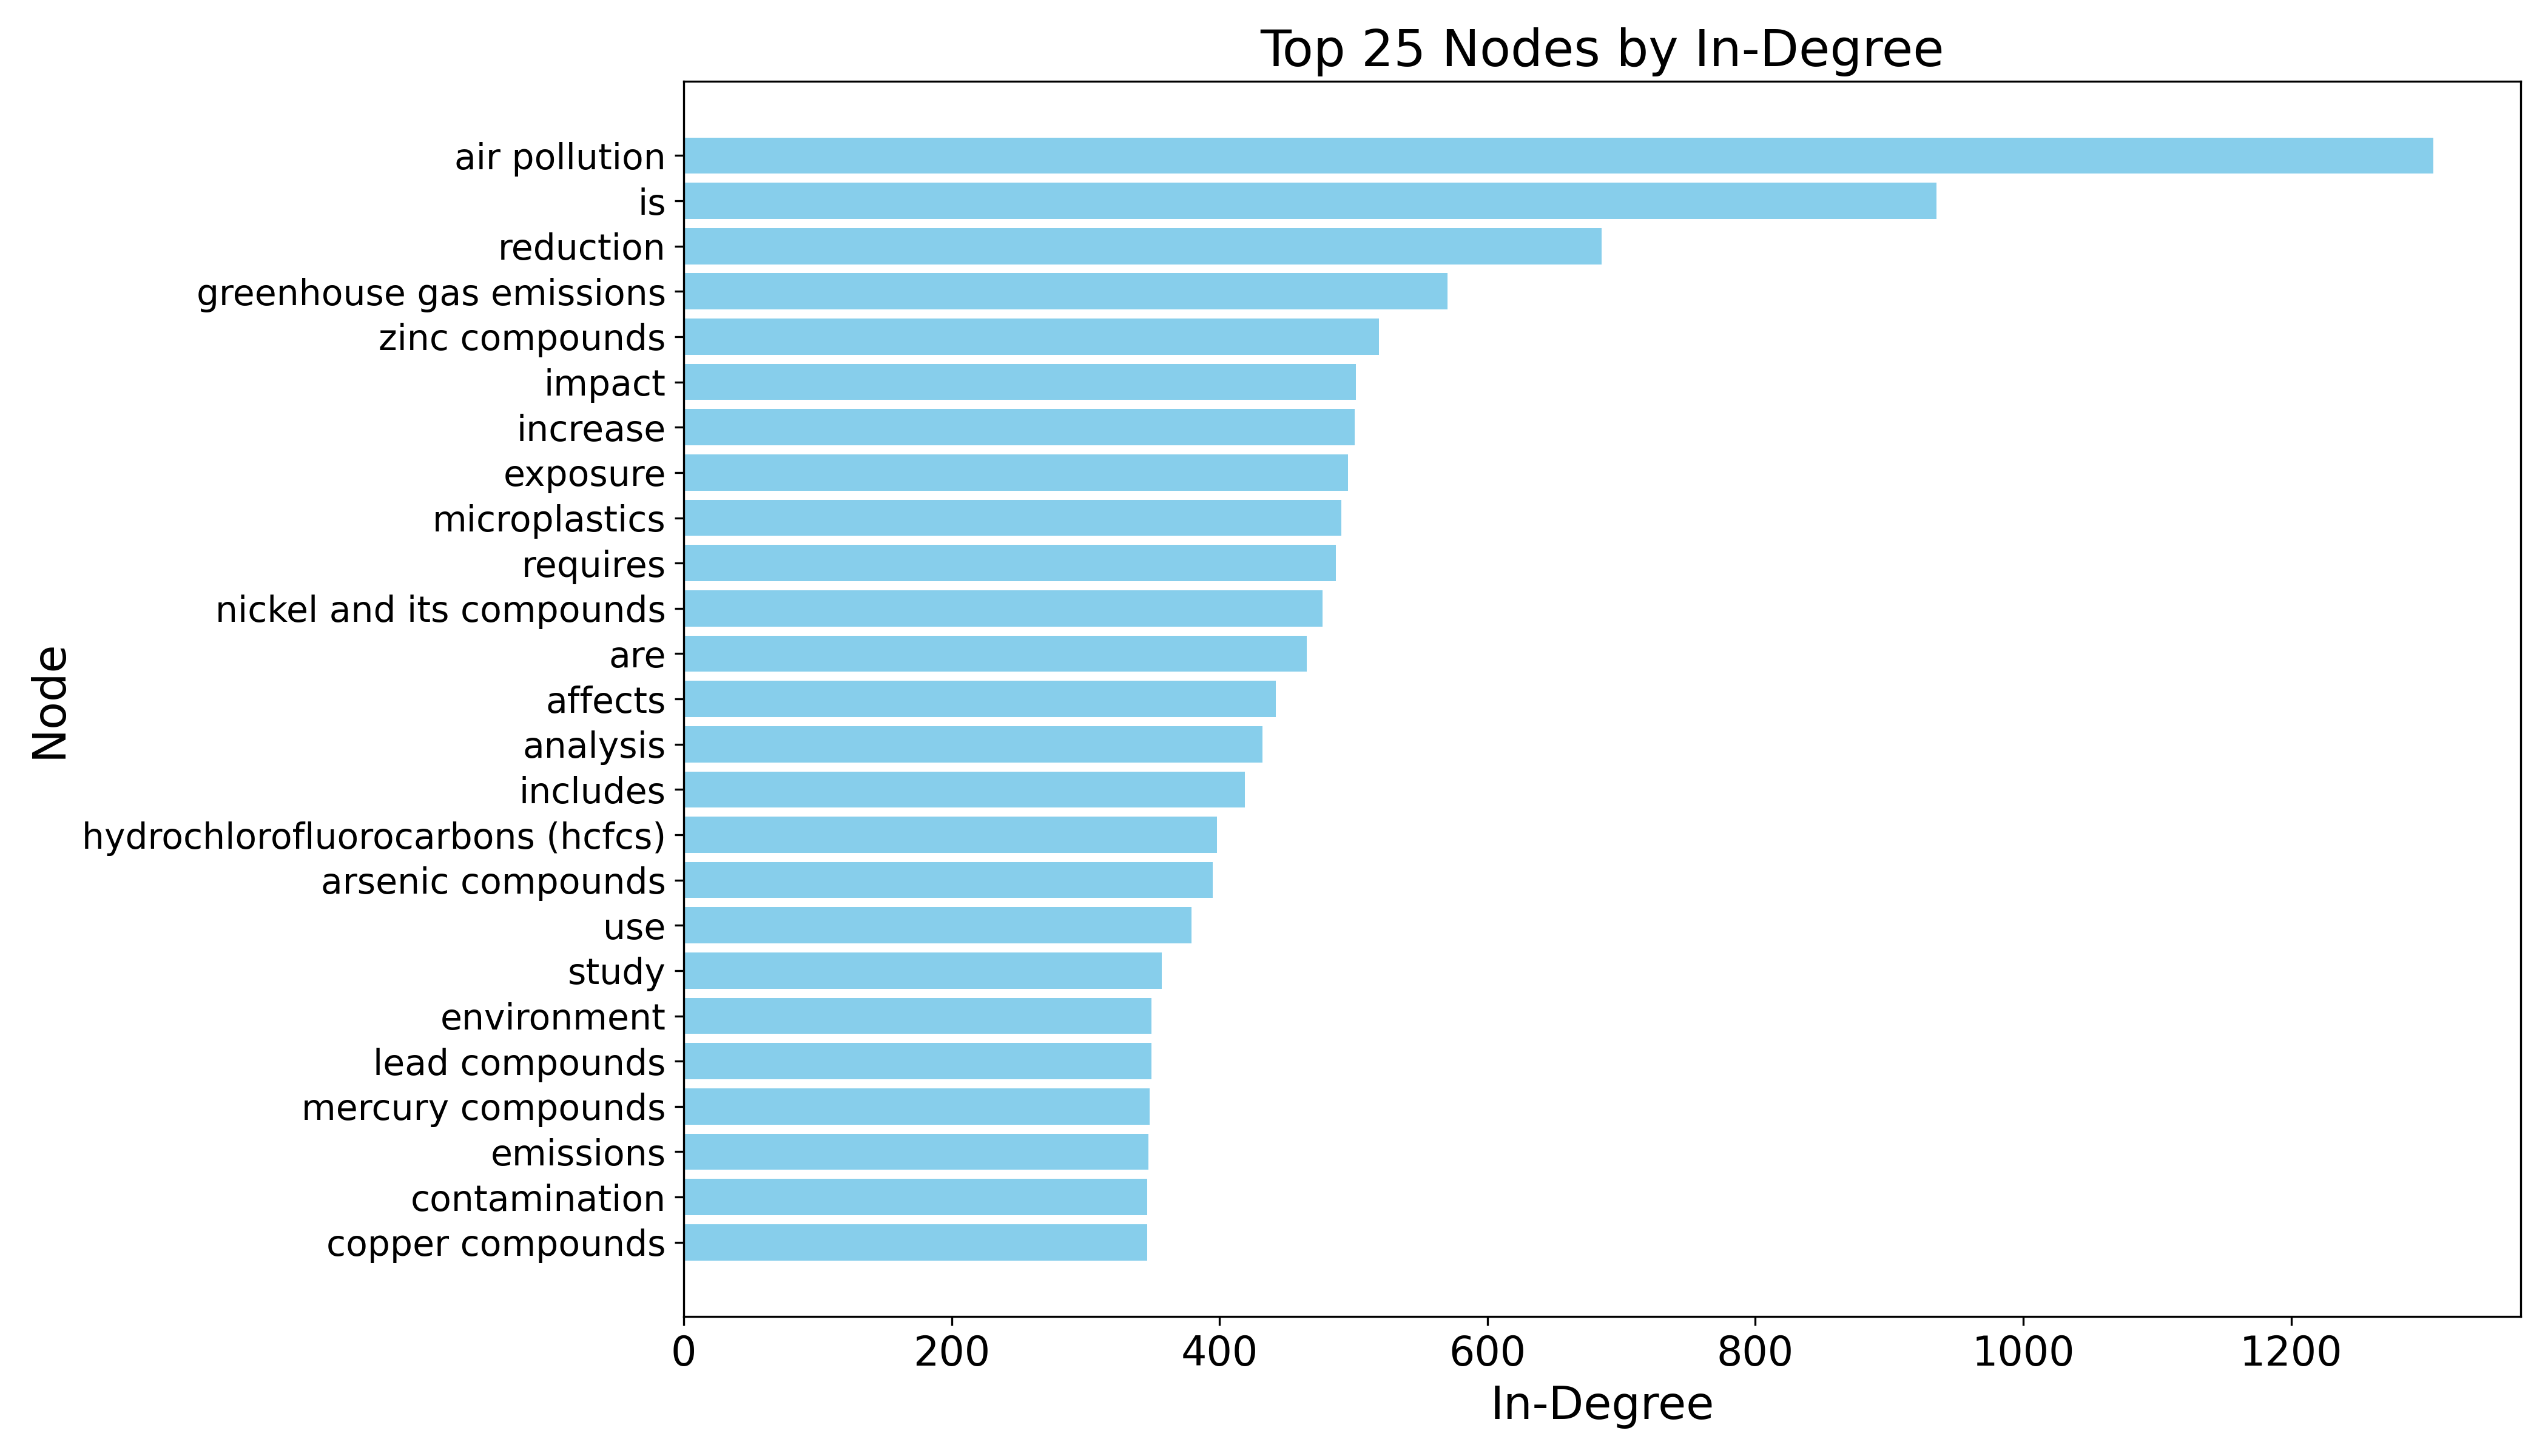 Top 25 Nodes by In-Degree
air pollution
is
reduction
greenhouse gas emissions
zinc compounds
impact
increase
exposure
microplastics
requires
nickel and its compounds
are
affects
analysis
includes
hydrochlorofluorocarbons (hcfcs)
arsenic compounds
use
study
environment
lead compounds
mercury compounds
emissions
contamination
copper compounds
Node
0 200 400 600 800 1000 1200
In-Degree